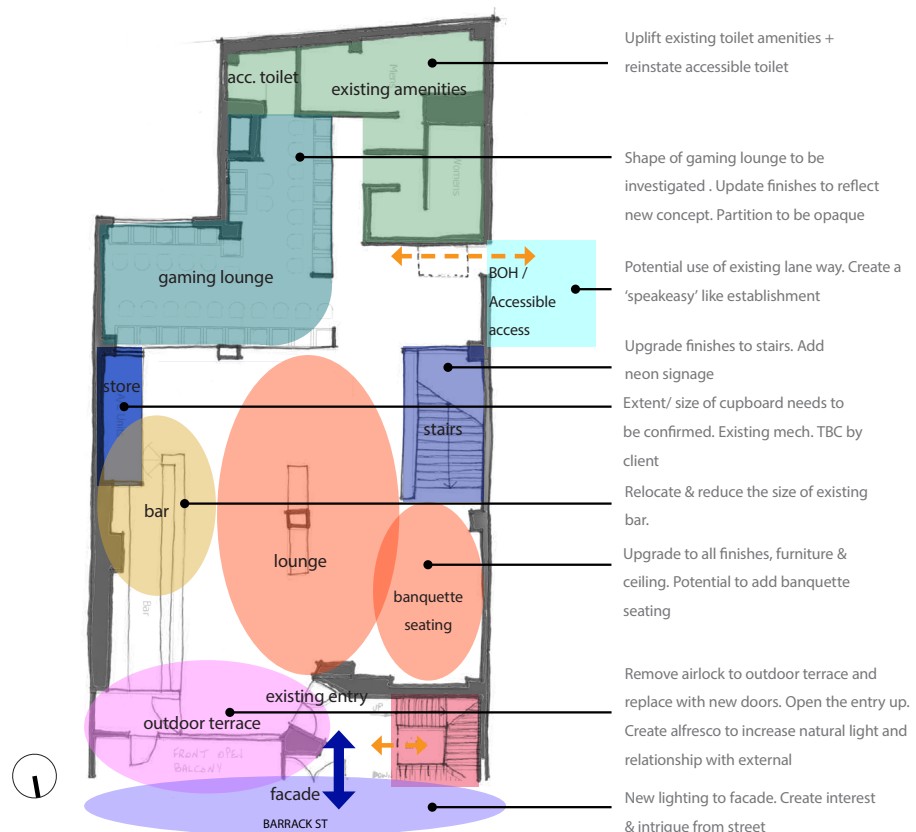 Uplift existing toilet amenities +
reinstate accessible toilet
acc. toilet
existing amenities
Mens
Womens
Shape of gaming lounge to be
investigated . Update finishes to reflect
new concept. Partition to be opaque
gaming lounge
BOH /
Accessible
access
Potential use of existing lane way. Create a
‘speakeasy’ like establishment
Upgrade finishes to stairs. Add
neon signage
store
stairs
Extent/ size of cupboard needs to
be confirmed. Existing mech. TBC by
client
bar
Relocate & reduce the size of existing
bar.
lounge
Upgrade to all finishes, furniture &
ceiling. Potential to add banquette
seating
banquette
seating
Bar
Remove airlock to outdoor terrace and
replace with new doors. Open the entry up.
Create alfresco to increase natural light and
relationship with external
existing entry
UP
outdoor terrace
FRONT OPEN
BALCONY
facade
BARRACK ST
New lighting to facade. Create interest
& intrigue from street